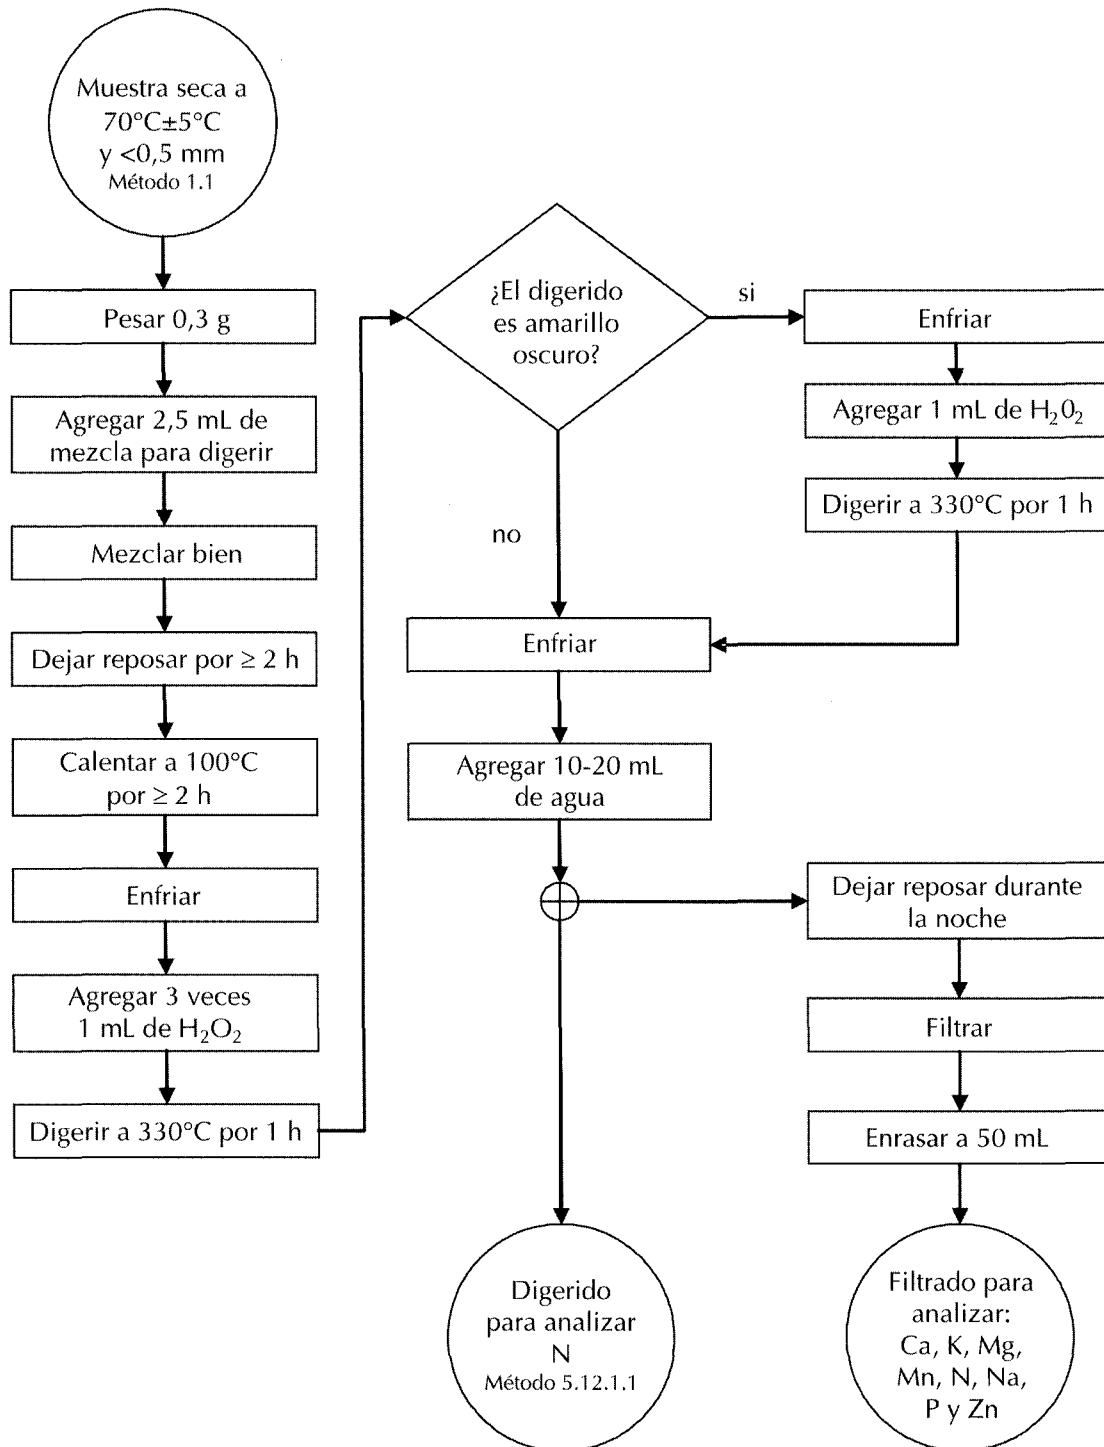 Muestra seca a
70°C±5°C
y <0,5 mm
Método 1.1
Pesar 0,3 g
Agregar 2,5 mL de
mezcla para digerir
Mezclar bien
Dejar reposar por ≥ 2 h
Calentar a 100°C
por ≥ 2 h
Enfriar
Agregar 3 veces
1 mL de H₂O₂
Digerir a 330°C por 1 h
¿El digerido
es amarillo
oscuro?
si
Enfriar
Agregar 1 mL de H₂0₂
Digerir a 330°C por 1 h
no
Enfriar
Agregar 10-20 mL
de agua
Dejar reposar durante
la noche
Filtrar
Enrasar a 50 mL
Digerido
para analizar
N
Método 5.12.1.1
Filtrado para
analizar:
Ca, K, Mg,
Mn, N, Na,
P y Zn